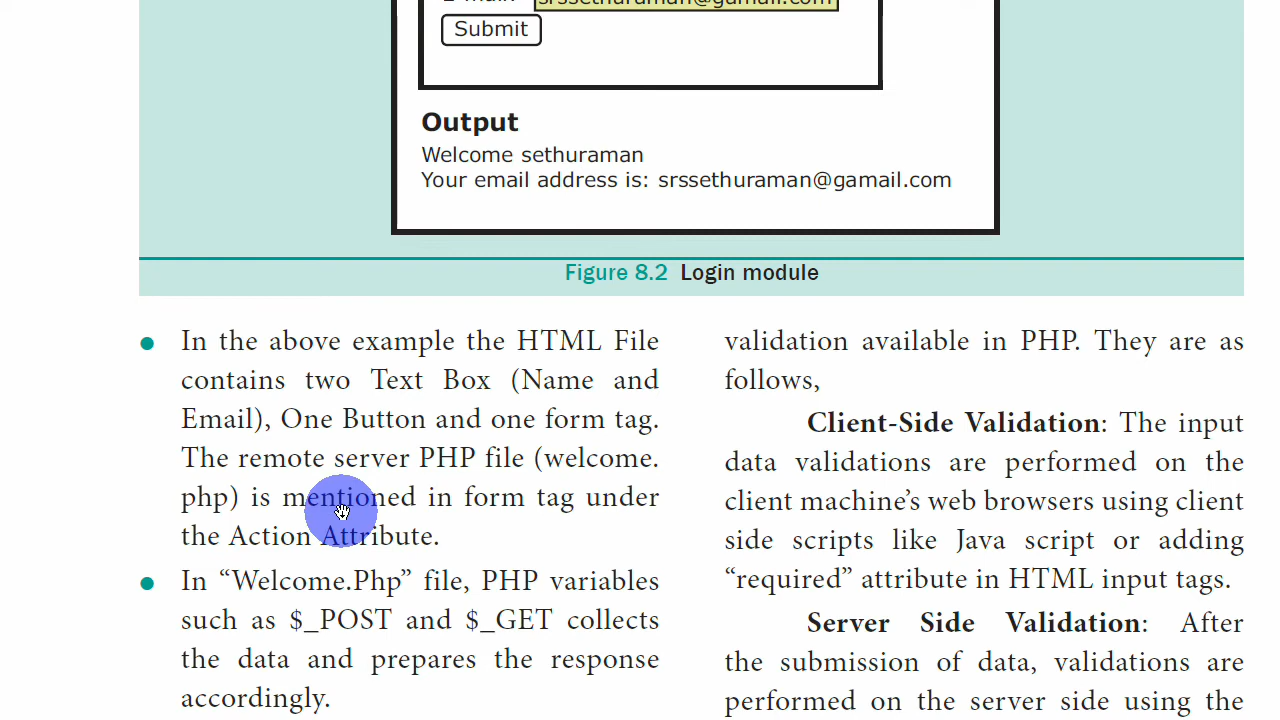 srssethuraman@gamail.com
Submit
Output
Welcome sethuraman
Your email address is: srssethuraman@gamail.com
Figure 8.2 Login module
● In the above example the HTML File
contains two Text Box (Name and
Email), One Button and one form tag.
The remote server PHP file (welcome.
php) is mentioned in form tag under
the Action Attribute.
● In “Welcome.Php” file, PHP variables
such as $_POST and $_GET collects
the data and prepares the response
accordingly.
validation available in PHP. They are as
follows,
Client-Side Validation: The input
data validations are performed on the
client machine’s web browsers using client
side scripts like Java script or adding
“required” attribute in HTML input tags.
Server Side Validation: After
the submission of data, validations are
performed on the server side using the